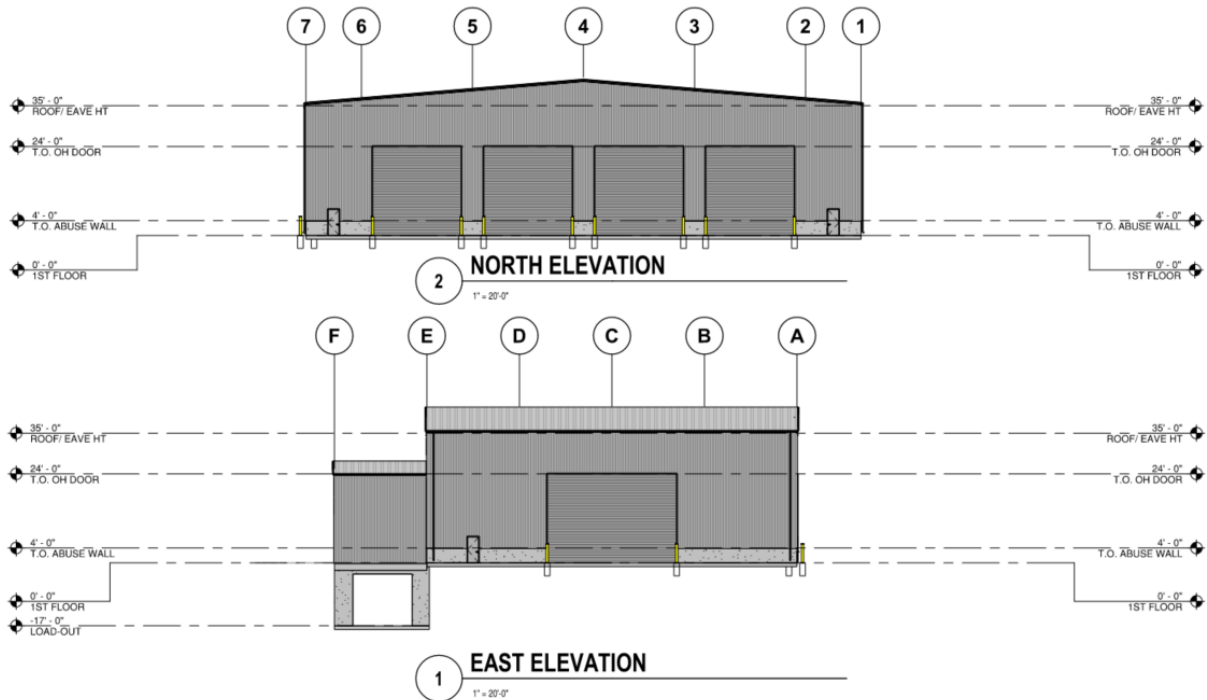 7 6 5 4 3 2 1
35' - 0"
ROOF/ EAVE HT
35' - 0"
ROOF/ EAVE HT
24' - 0"
T.O. OH DOOR
24' - 0"
T.O. OH DOOR
4' - 0"
T.O. ABUSE WALL
4' - 0"
T.O. ABUSE WALL
0' - 0"
1ST FLOOR
0' - 0"
1ST FLOOR
2 NORTH ELEVATION
1" = 20'-0"
F E D C B A
35' - 0"
ROOF/ EAVE HT
35' - 0"
ROOF/ EAVE HT
24' - 0"
T.O. OH DOOR
24' - 0"
T.O. OH DOOR
4' - 0"
T.O. ABUSE WALL
4' - 0"
T.O. ABUSE WALL
0' - 0"
1ST FLOOR
0' - 0"
1ST FLOOR
-17' - 0"
LOAD-OUT
1 EAST ELEVATION
1" = 20'-0"